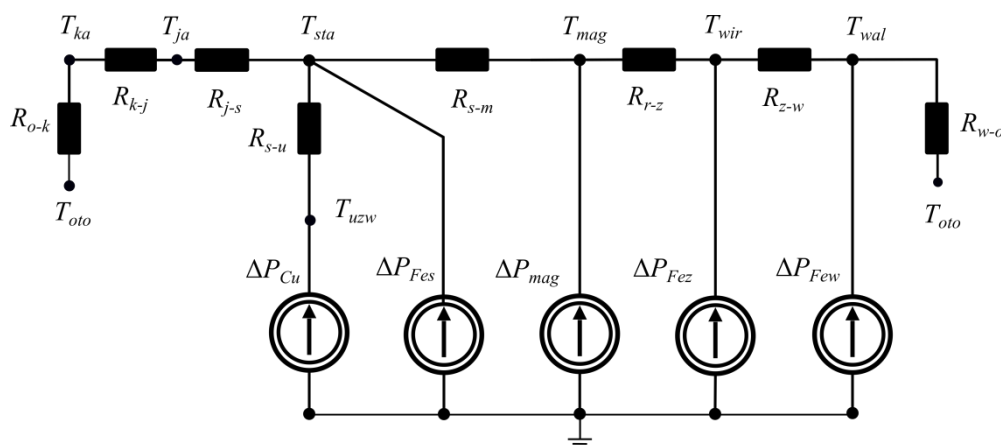 T_ka T_ja T_sta T_mag T_wir T_wal
R_k-j R_j-s R_s-m R_r-z R_z-w
R_o-k R_s-u R_w-o
T_oto T_uzw T_oto
ΔP_Cu ΔP_Fes ΔP_mag ΔP_Fez ΔP_Few